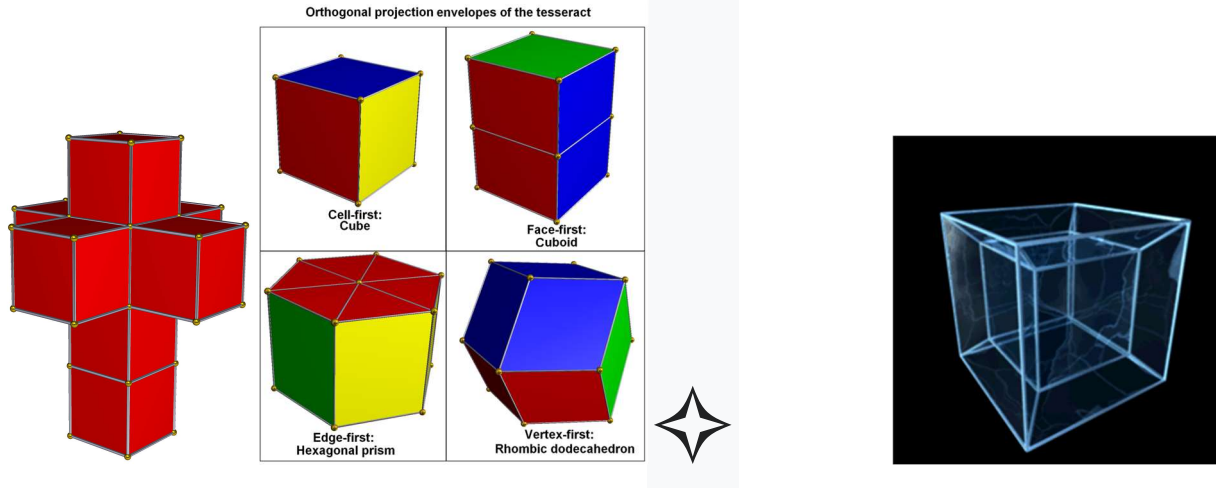 Orthogonal projection envelopes of the tesseract
Cell-first:
Cube
Face-first:
Cuboid
Edge-first:
Hexagonal prism
Vertex-first:
Rhombic dodecahedron